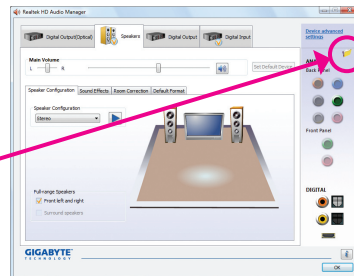 Realtek HD Audio Manager
Digital Output(Optical)
Speakers
Digital Output
Digital Input
Device advanced
settings
Main Volume
L
R
Set Default Device
ANA
Back Panel
Speaker Configuration
Sound Effects
Room Correction
Default Format
Speaker Configuration
Stereo
Front Panel
Full-range Speakers
Front left and right
Surround speakers
DIGITAL
GIGABYTE
TECHNOLOGY
i
OK